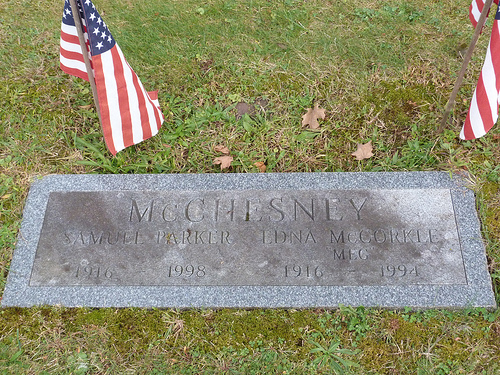 McCHESNEY
SAMUEL PARKER EDNA McCORKLE
MEG
1916 - 1998 1916 - 1994